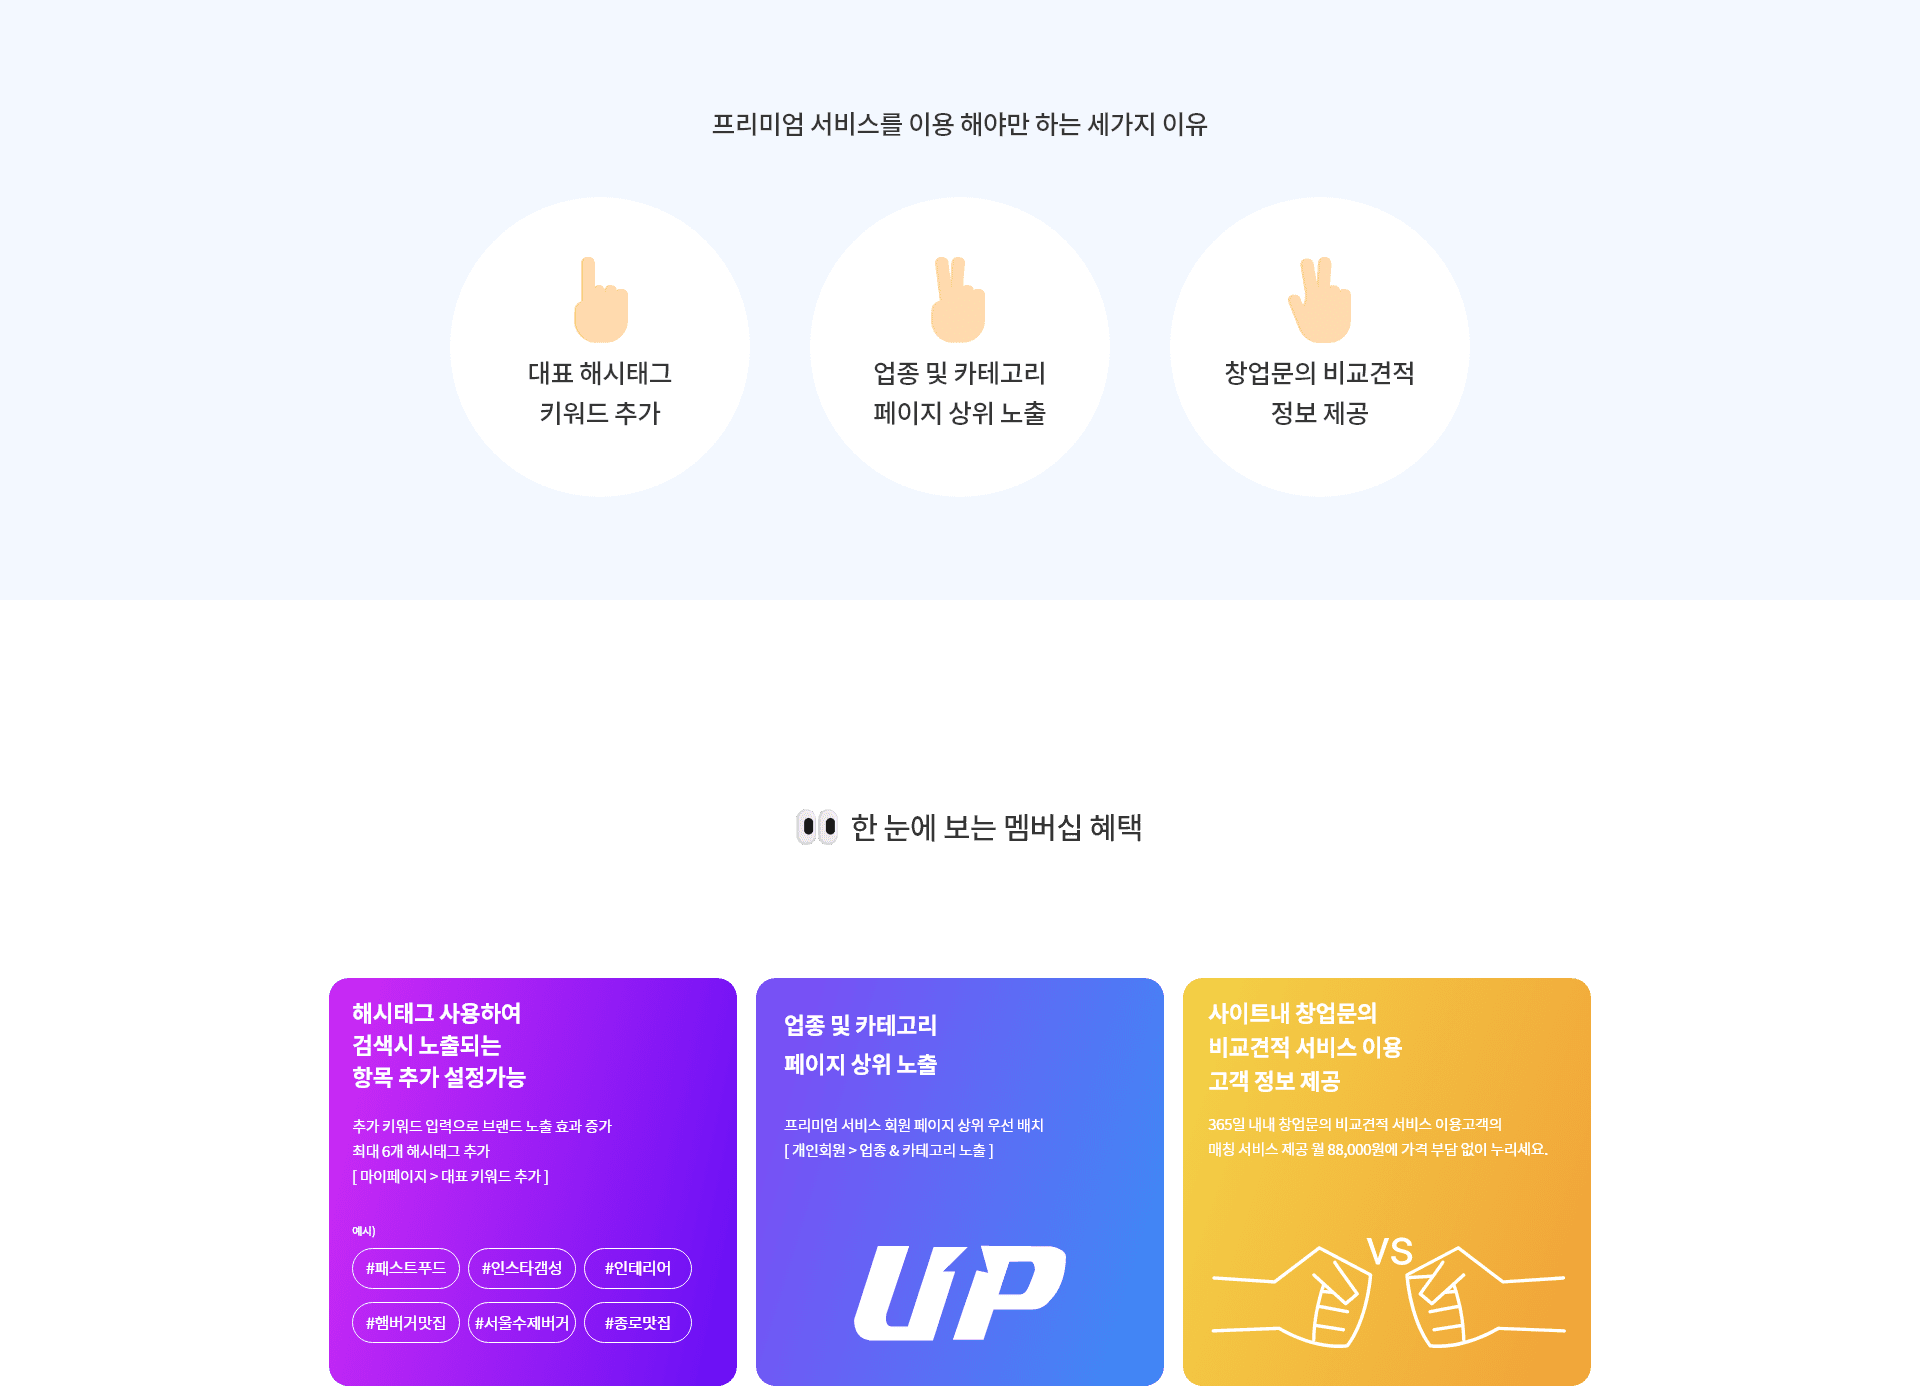 프리미엄 서비스를 이용 해야만 하는 세가지 이유
대표 해시태그
키워드 추가
업종 및 카테고리
페이지 상위 노출
창업문의 비교견적
정보 제공
한 눈에 보는 멤버십 혜택
해시태그 사용하여
검색시 노출되는
항목 추가 설정가능
추가 키워드 입력으로 브랜드 노출 효과 증가
최대 6개 해시태그 추가
[ 마이페이지 > 대표 키워드 추가 ]
예시)
#패스트푸드 #인스타갬성 #인테리어
#햄버거맛집 #서울수제버거 #종로맛집
업종 및 카테고리
페이지 상위 노출
프리미엄 서비스 회원 페이지 상위 우선 배치
[ 개인회원 > 업종 & 카테고리 노출 ]
UP
사이트내 창업문의
비교견적 서비스 이용
고객 정보 제공
365일 내내 창업문의 비교견적 서비스 이용고객의
매칭 서비스 제공 월 88,000원에 가격 부담 없이 누리세요.
VS